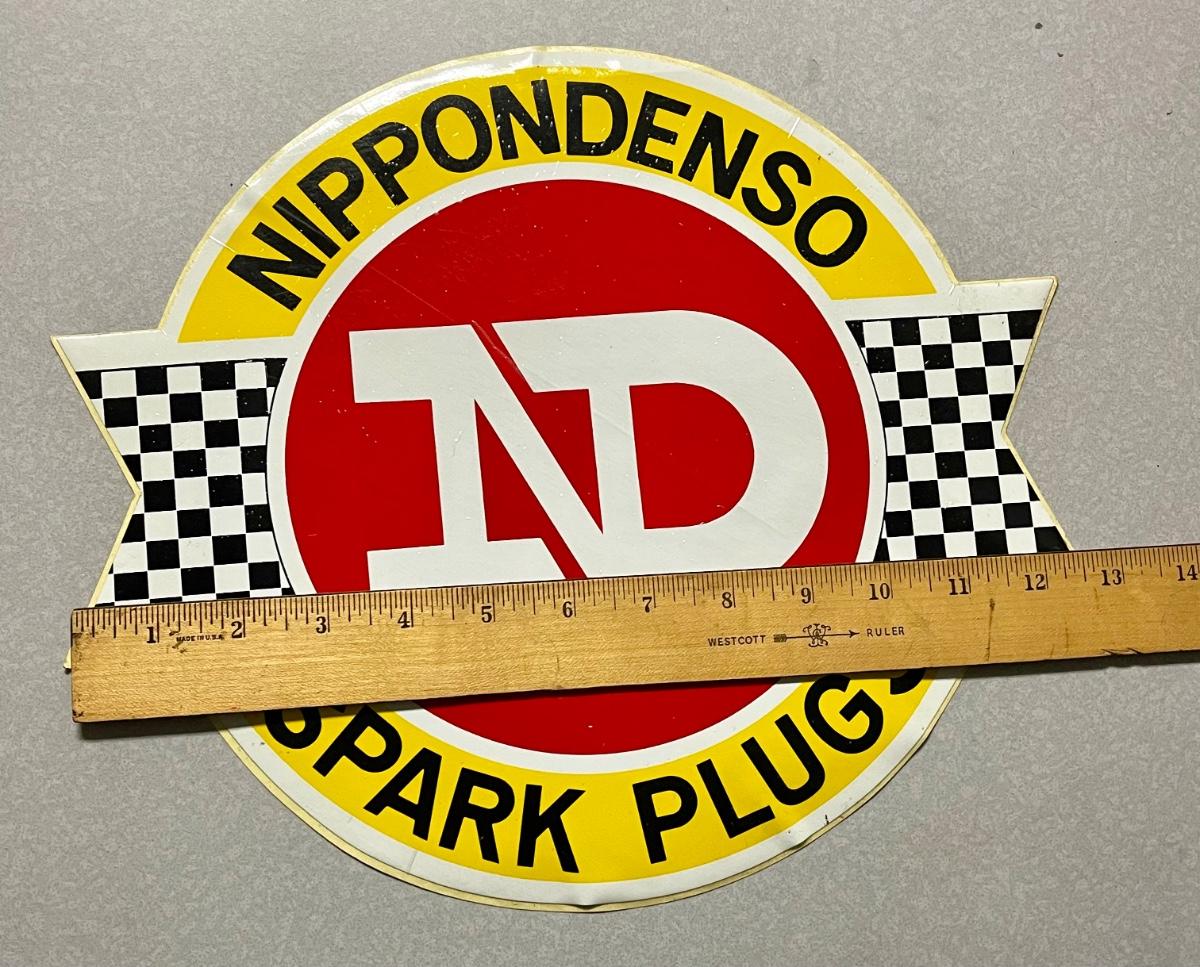 NIPPONDENSO
ND
1 2 3 4 5 6 7 8 9 10 11 12 13 14
MADE IN U.S.A.
WESTCOTT RULER
SPARK PLUGS